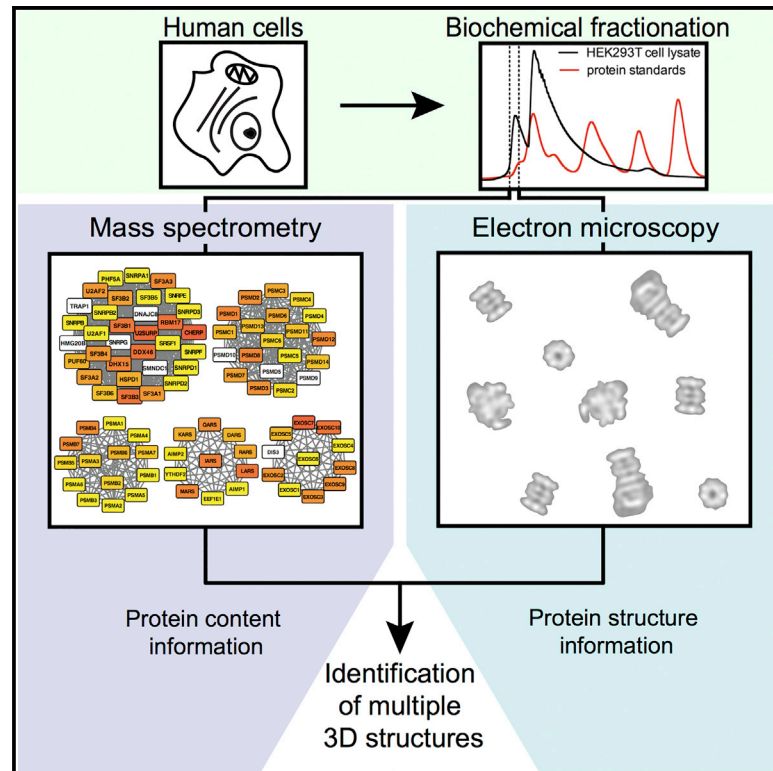 Human cells
Biochemical fractionation
HEK293T cell lysate
protein standards
Mass spectrometry
Electron microscopy
PHF5A
SNRPA1
SF3A3
U2AF2
SF3B2
SF3B5
SNRPE
TRAP1
SNRPB2
DNAJC8
SNRPD3
SNRPB
SF3B1
U2SURP
RBM17
CHERP
HMG20B
U2AF1
SNRPG
SRSF1
SF3B4
DDX46
SNRPF
PUF60
DHX15
SMNDC1
SNRPD1
SF3A2
HSPD1
SNRPD2
SF3B6
SF3B3
SF3A1
PSMC3
PSMD2
PSMC4
PSMD1
PSMD6
PSMD4
PSMC1
PSMD13
PSMD11
PSMD12
PSMC6
PSMD10
PSMD8
PSMC5
PSMD14
PSMD7
PSMD5
PSMD9
PSMD3
PSMC2
PSMA1
PSMB4
PSMA4
PSMB7
PSMB6
PSMA7
PSMB5
PSMA3
PSMB1
PSMA6
PSMB2
PSMA5
PSMB3
PSMA2
QARS
KARS
DARS
AIMP2
RARS
IARS
YTHDF2
LARS
MARS
AIMP1
EEF1E1
EXOSC7
EXOSC10
EXOSC5
EXOSC4
DIS3
EXOSC6
EXOSC8
EXOSC2
EXOSC9
EXOSC1
EXOSC3
Protein content
information
Protein structure
information
Identification
of multiple
3D structures